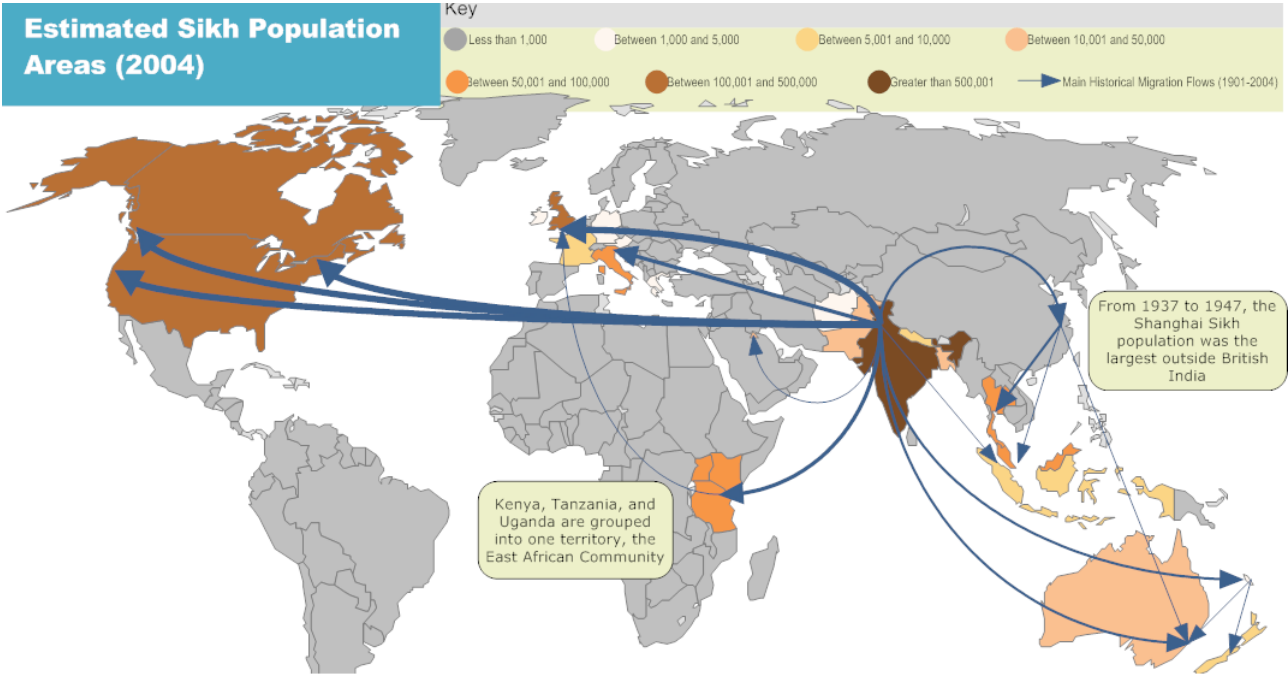 Estimated Sikh Population
Areas (2004)
Key
Less than 1,000
Between 1,000 and 5,000
Between 5,001 and 10,000
Between 10,001 and 50,000
Between 50,001 and 100,000
Between 100,001 and 500,000
Greater than 500,001
Main Historical Migration Flows (1901-2004)
From 1937 to 1947, the
Shanghai Sikh
population was the
largest outside British
India
Kenya, Tanzania, and
Uganda are grouped
into one territory, the
East African Community